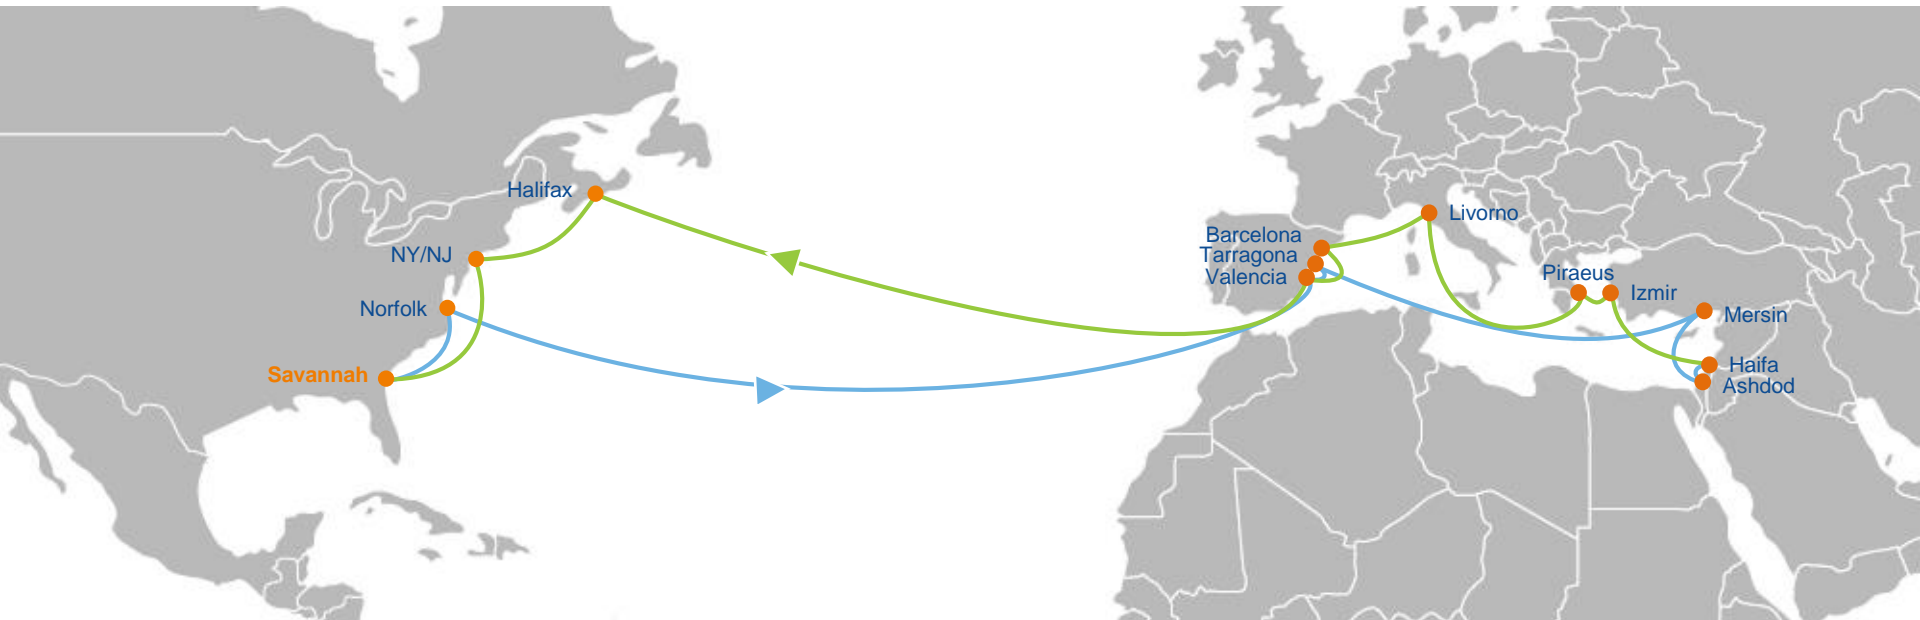 Halifax
NY/NJ
Norfolk
Savannah
Livorno
Barcelona
Tarragona
Valencia
Piraeus
Izmir
Mersin
Haifa
Ashdod